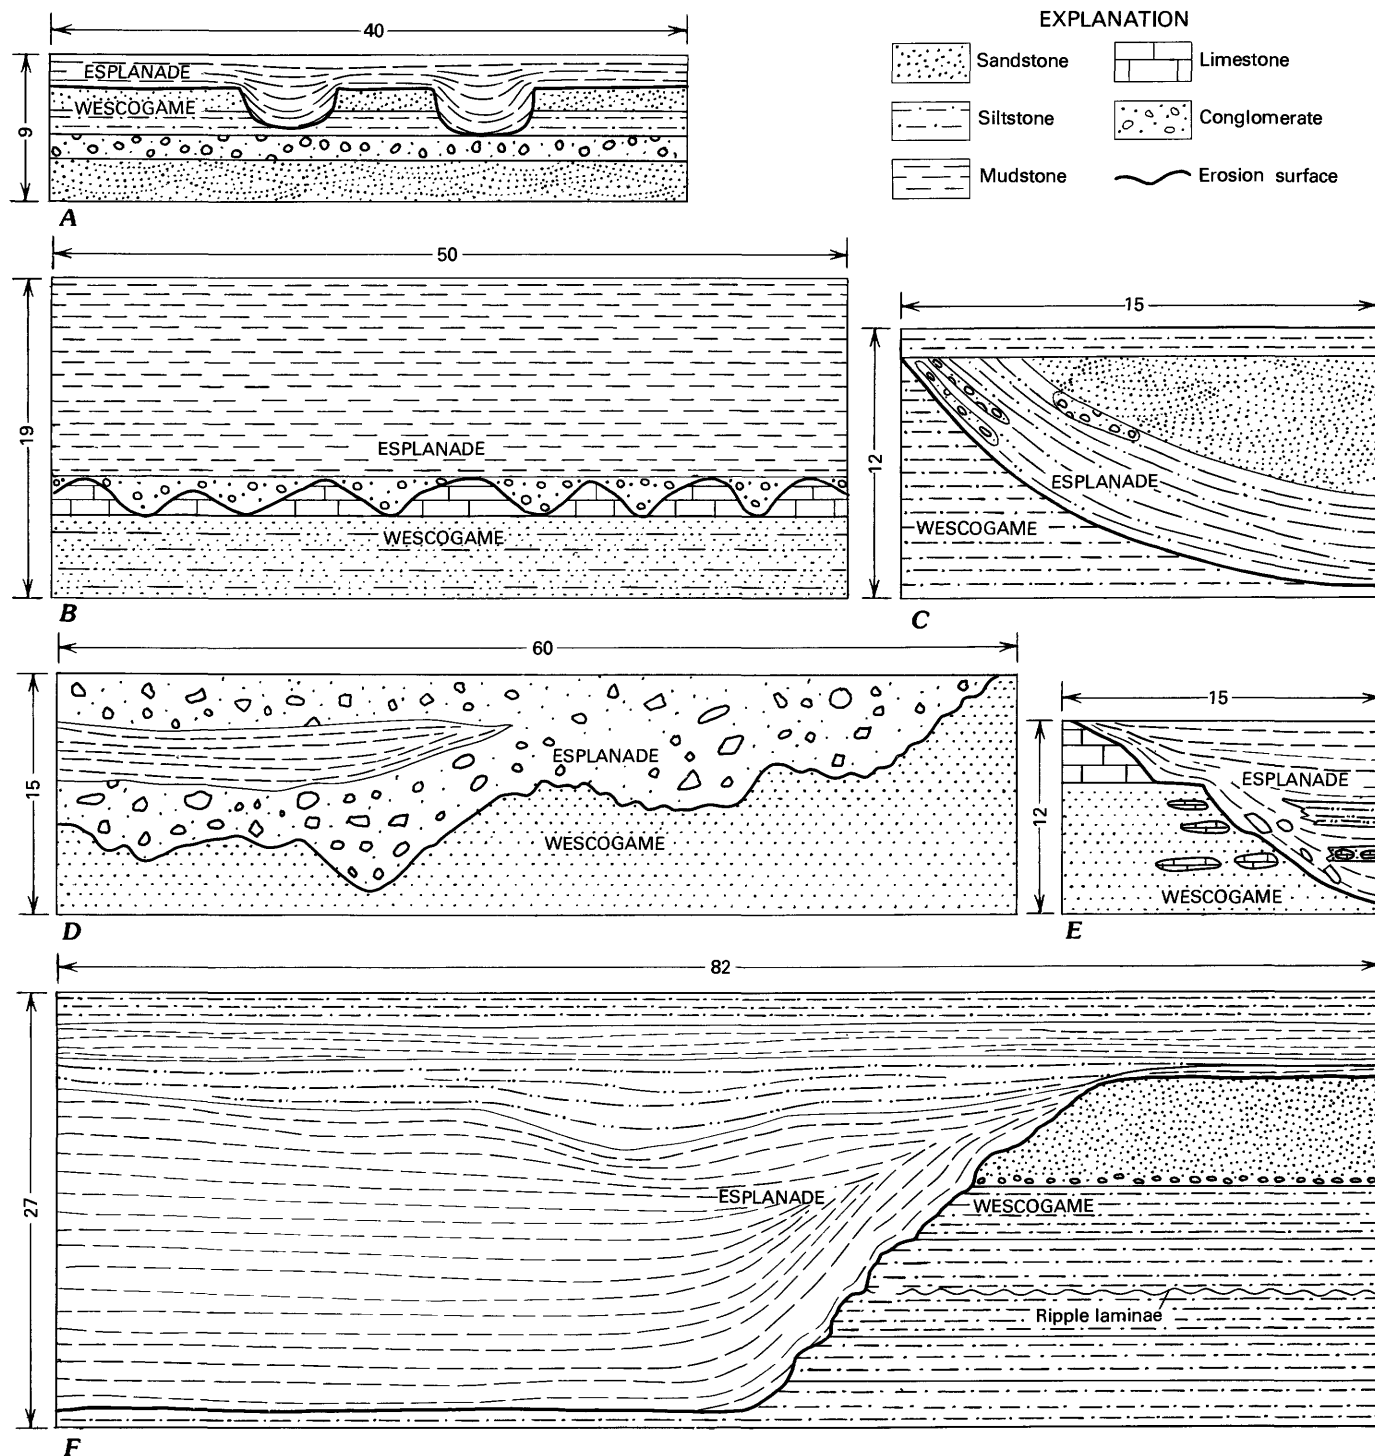 40
EXPLANATION
Sandstone
Limestone
Siltstone
Conglomerate
Mudstone
Erosion surface
9
ESPLANADE
WESCOGAME
A
50
19
ESPLANADE
WESCOGAME
B
15
12
ESPLANADE
WESCOGAME
C
60
15
ESPLANADE
WESCOGAME
D
15
12
ESPLANADE
WESCOGAME
E
82
27
ESPLANADE
WESCOGAME
Ripple laminae
F